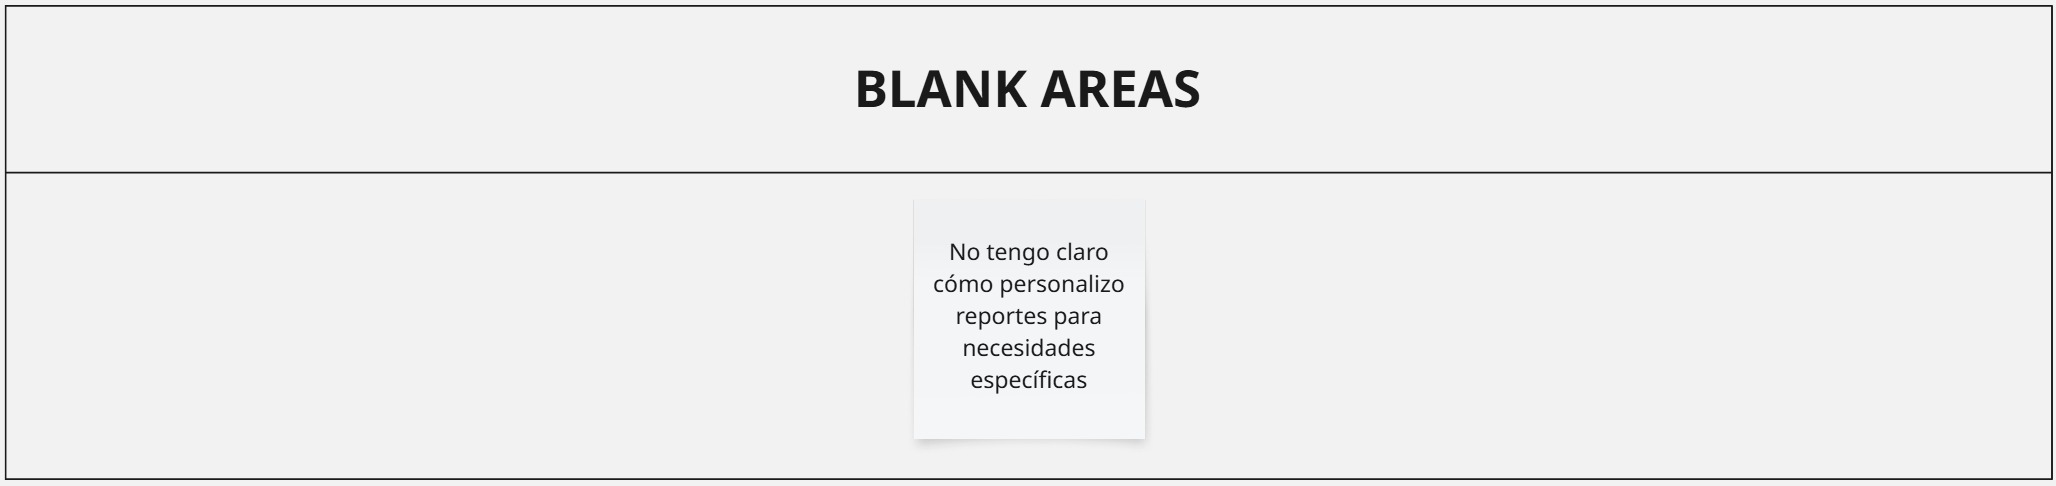 BLANK AREAS
No tengo claro
cómo personalizo
reportes para
necesidades
específicas